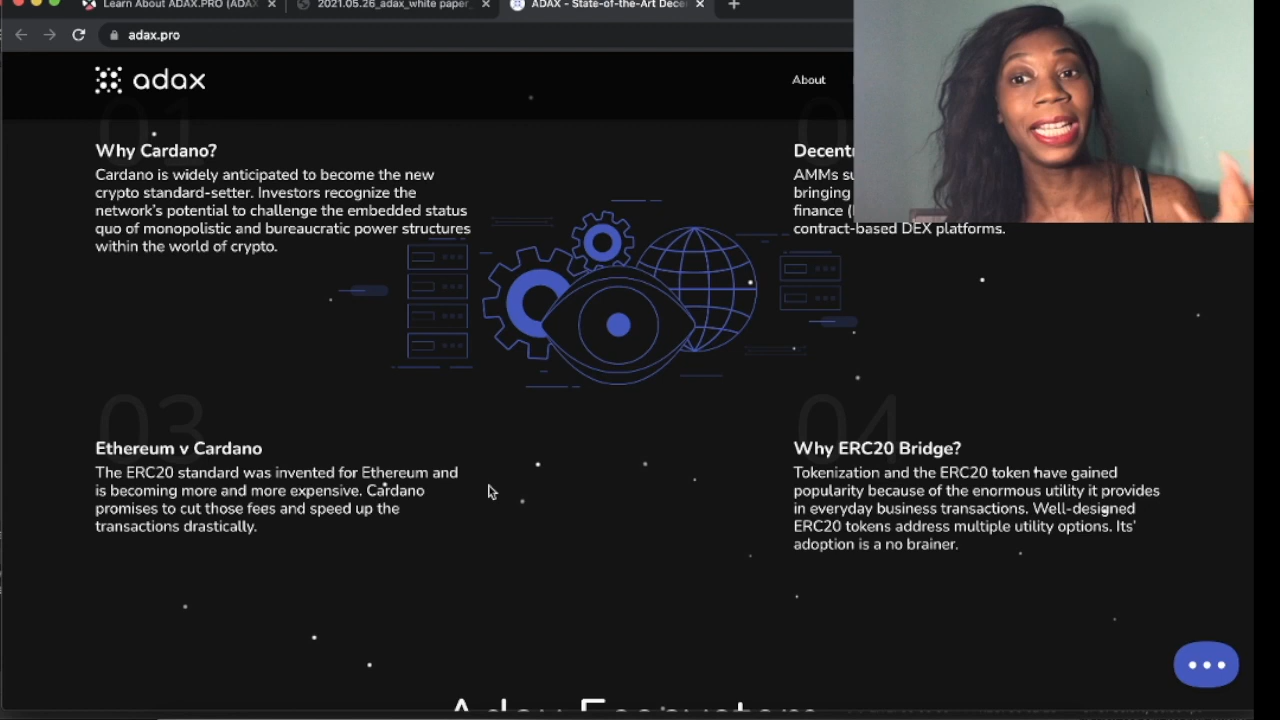 Learn About ADAX.PRO (ADAX
2021.05.26_adax_white paper
ADAX - State-of-the-Art Dece
adax.pro
adax
About
01
Why Cardano?
Cardano is widely anticipated to become the new
crypto standard-setter. Investors recognize the
network's potential to challenge the embedded status
quo of monopolistic and bureaucratic power structures
within the world of crypto.
Decentr
AMMs su
bringing
finance (
contract-based DEX platforms.
03
Ethereum v Cardano
The ERC20 standard was invented for Ethereum and
is becoming more and more expensive. Cardano
promises to cut those fees and speed up the
transactions drastically.
04
Why ERC20 Bridge?
Tokenization and the ERC20 token have gained
popularity because of the enormous utility it provides
in everyday business transactions. Well-designed
ERC20 tokens address multiple utility options. Its'
adoption is a no brainer.
Adax Ecosystem